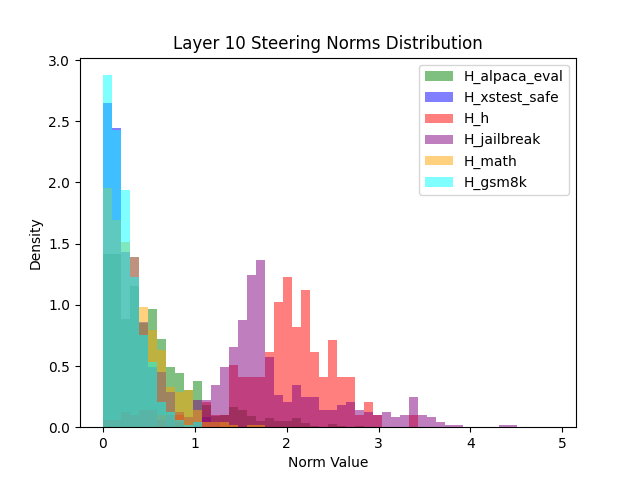 Layer 10 Steering Norms Distribution
3.0
2.5
2.0
1.5
1.0
0.5
0.0
Density
H_alpaca_eval
H_xstest_safe
H_h
H_jailbreak
H_math
H_gsm8k
0 1 2 3 4 5
Norm Value